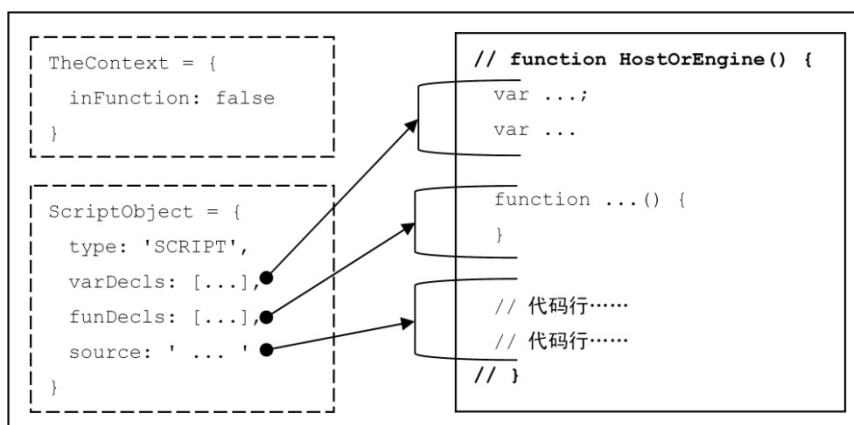 TheContext = {
inFunction: false
}
ScriptObject = {
type: 'SCRIPT',
varDecls: [...],
funDecls: [...],
source: ' ... '
}
// function HostOrEngine() {
var ...;
var ...
function ...() {
}
// 代码行……
// 代码行……
// }